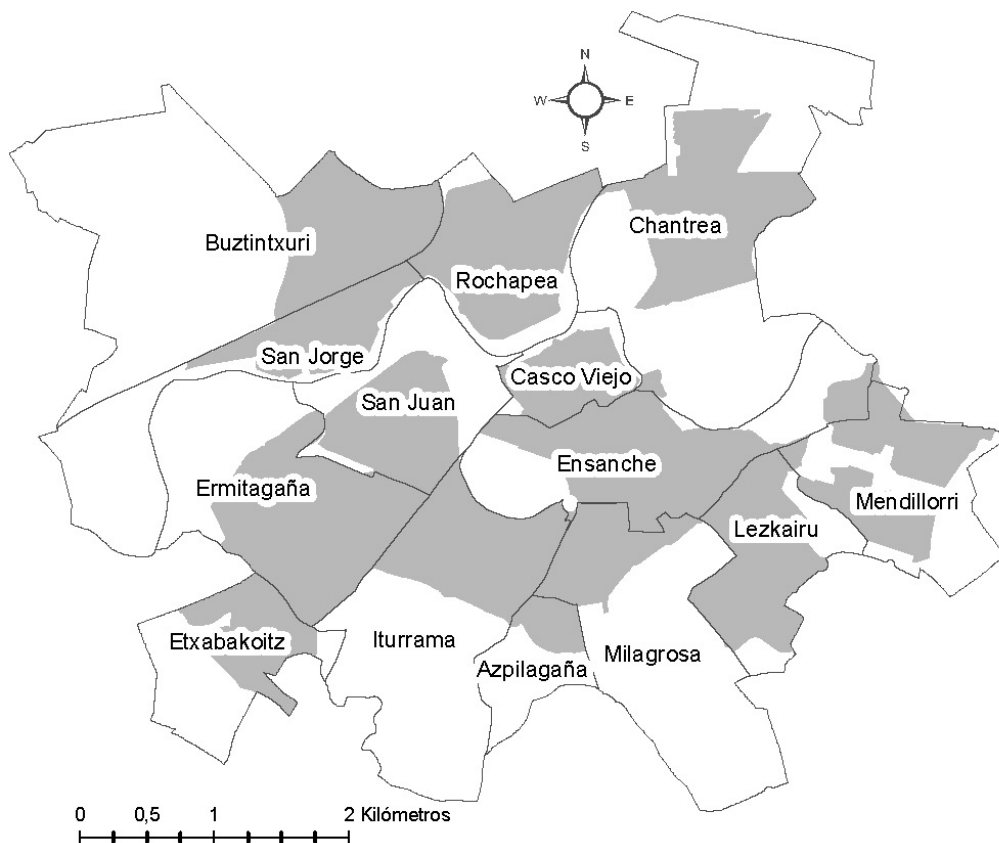 N
W E
S
Chantrea
Buztintxuri
Rochapea
San Jorge
Casco Viejo
San Juan
Ensanche
Ermitagaña
Mendillorri
Lezkairu
Etxabakoitz
Iturrama
Azpilagaña
Milagrosa
0 0,5 1 2 Kilómetros